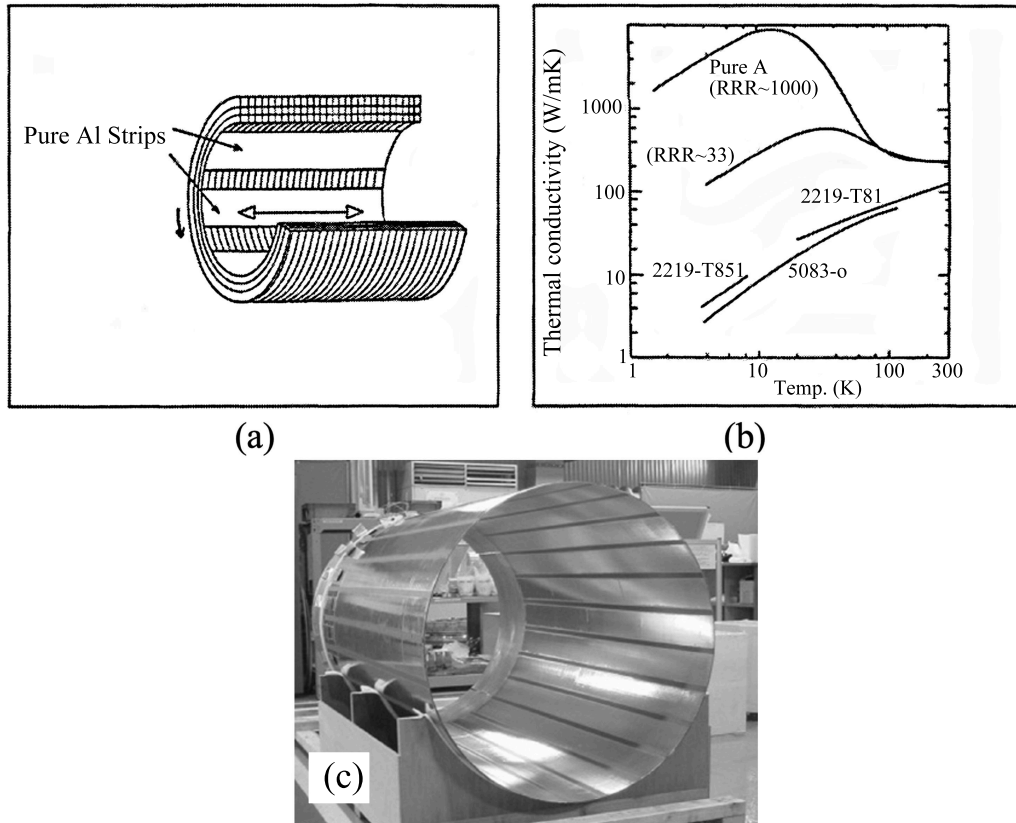 Pure Al Strips
(a)
Thermal conductivity (W/mK)
1000
100
10
1
Pure A
(RRR~1000)
(RRR~33)
2219-T81
2219-T851
5083-o
1
10
100
300
Temp. (K)
(b)
(c)